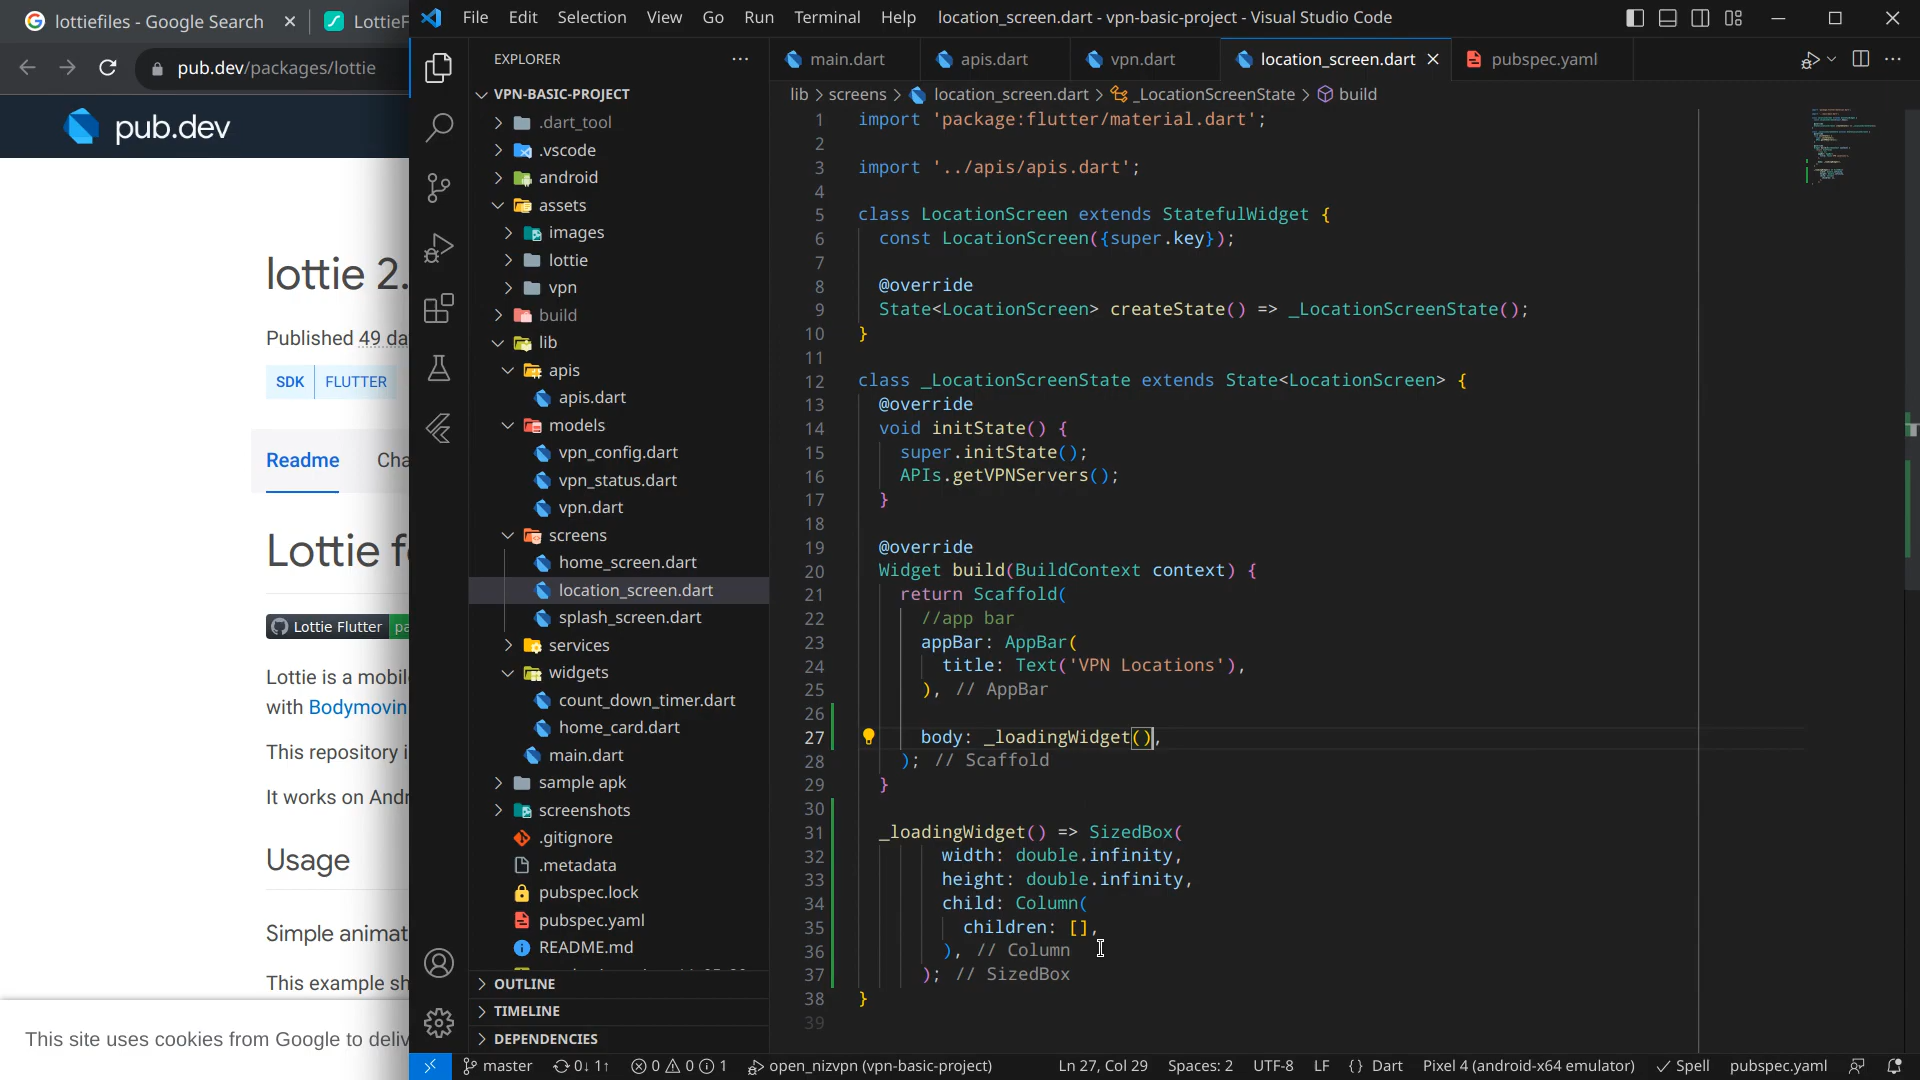 lottiefiles - Google Search
LottieF
pub.dev/packages/lottie
pub.dev
lottie 2.
Published 49 da
SDK FLUTTER
Readme Cha
Lottie f
Lottie Flutter pa
Lottie is a mobil
with Bodymovin
This repository i
It works on Andr
Usage
Simple animat
This example sh
This site uses cookies from Google to deliv
File Edit Selection View Go Run Terminal Help location_screen.dart - vpn-basic-project - Visual Studio Code
EXPLORER
VPN-BASIC-PROJECT
.dart_tool
.vscode
android
assets
images
lottie
vpn
build
lib
apis
apis.dart
models
vpn_config.dart
vpn_status.dart
vpn.dart
screens
home_screen.dart
location_screen.dart
splash_screen.dart
services
widgets
count_down_timer.dart
home_card.dart
main.dart
sample apk
screenshots
.gitignore
.metadata
pubspec.lock
pubspec.yaml
README.md
OUTLINE
TIMELINE
DEPENDENCIES
main.dart apis.dart vpn.dart location_screen.dart pubspec.yaml
lib > screens > location_screen.dart > _LocationScreenState > build
1 import 'package:flutter/material.dart';
2
3 import '../apis/apis.dart';
4
5 class LocationScreen extends StatefulWidget {
6 const LocationScreen({super.key});
7
8 @override
9 State<LocationScreen> createState() => _LocationScreenState();
10 }
11
12 class _LocationScreenState extends State<LocationScreen> {
13 @override
14 void initState() {
15 super.initState();
16 APIs.getVPNServers();
17 }
18
19 @override
20 Widget build(BuildContext context) {
21 return Scaffold(
22 //app bar
23 appBar: AppBar(
24 title: Text('VPN Locations'),
25 ), // AppBar
26
27 body: _loadingWidget(),
28 ); // Scaffold
29 }
30
31 _loadingWidget() => SizedBox(
32 width: double.infinity,
33 height: double.infinity,
34 child: Column(
35 children: [],
36 ), // Column
37 ); // SizedBox
38 }
39
master 0↓ 1↑ 0 0 1 open_nizvpn (vpn-basic-project) Ln 27, Col 29 Spaces: 2 UTF-8 LF {} Dart Pixel 4 (android-x64 emulator) Spell pubspec.yaml